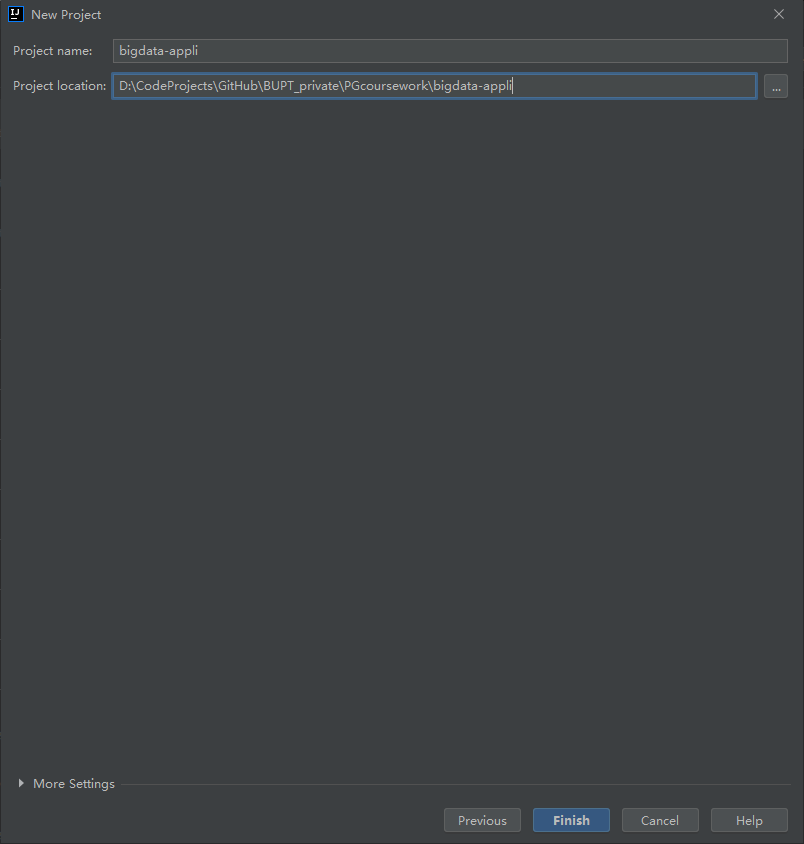 IJ New Project
Project name: bigdata-appli
Project location: D:\CodeProjects\GitHub\BUPT_private\PGcoursework\bigdata-appli ...
More Settings
Previous Finish Cancel Help